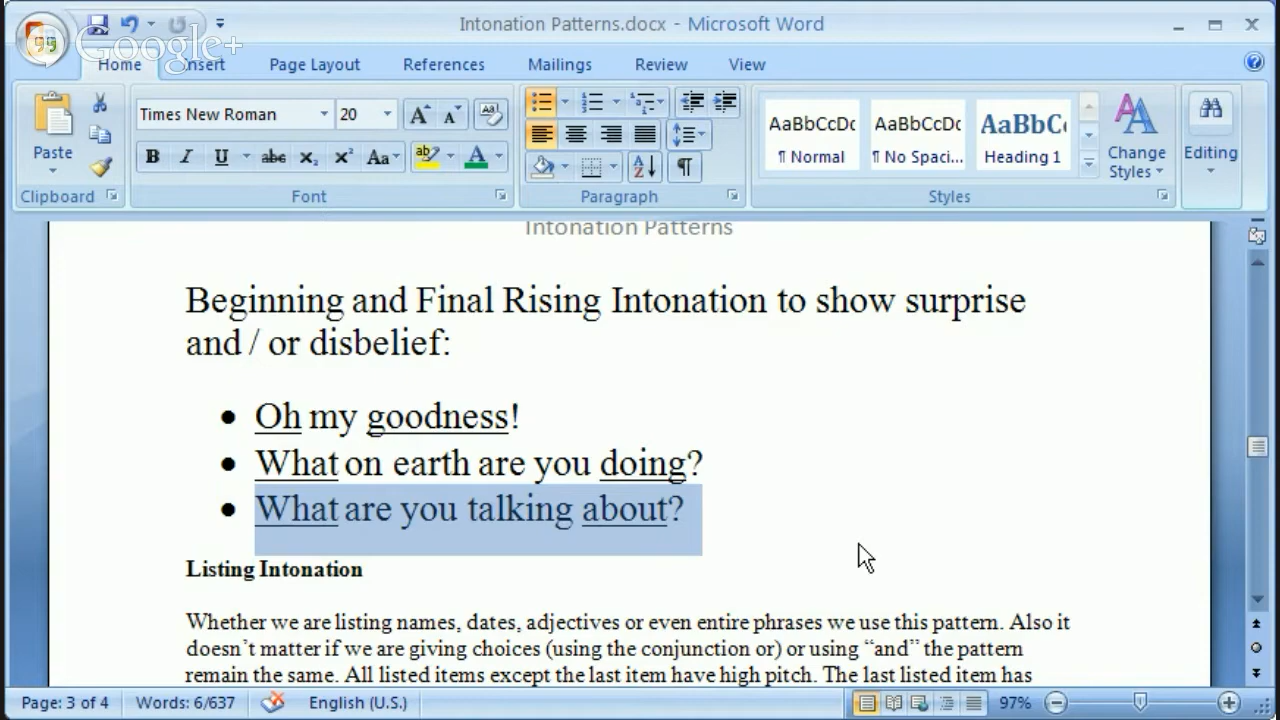 Intonation Patterns.docx - Microsoft Word
Google+
Home Insert Page Layout References Mailings Review View
Paste
Times New Roman 20
B I U abc X₂ X² Aa ab A
AaBbCcDc AaBbCcDc AaBbC
¶ Normal ¶ No Spaci... Heading 1
Change Styles
Editing
Clipboard Font Paragraph Styles
Intonation Patterns
Beginning and Final Rising Intonation to show surprise
and / or disbelief:
• Oh my goodness!
• What on earth are you doing?
• What are you talking about?
Listing Intonation
Whether we are listing names, dates, adjectives or even entire phrases we use this pattern. Also it
doesn’t matter if we are giving choices (using the conjunction or) or using “and” the pattern
remain the same. All listed items except the last item have high pitch. The last listed item has
Page: 3 of 4 Words: 6/637 English (U.S.) 97%